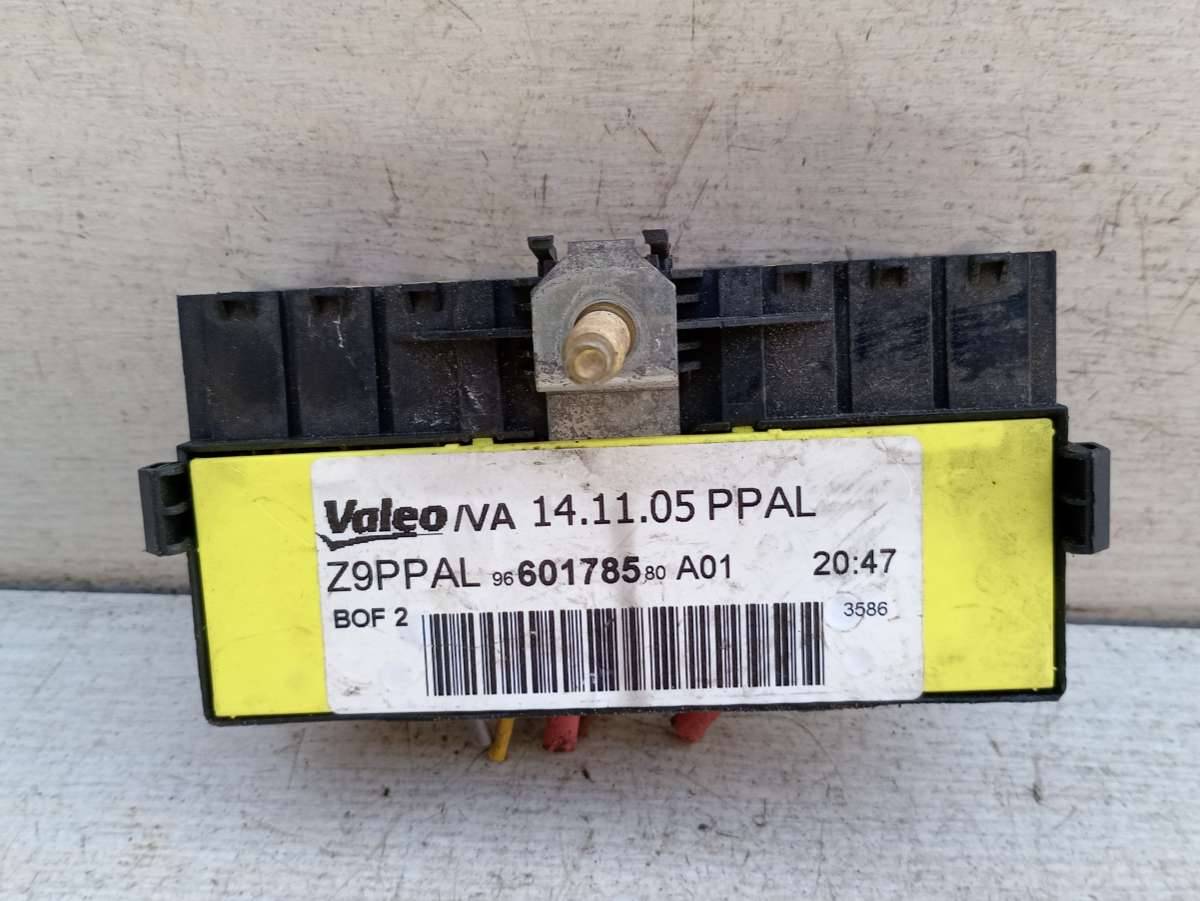 Valeo/VA 14.11.05 PPAL
Z9PPAL 96 601785 80 A01 20:47
BOF 2 3586